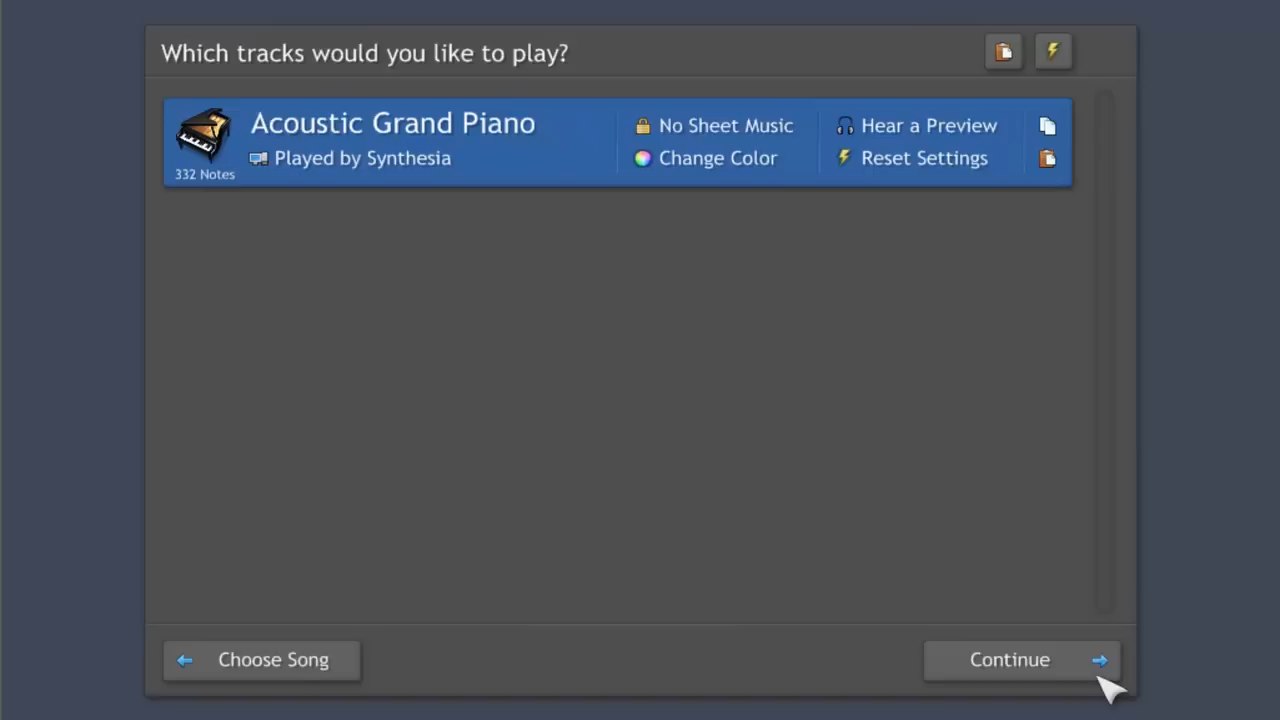 Which tracks would you like to play?
Acoustic Grand Piano
Played by Synthesia
332 Notes
No Sheet Music
Change Color
Hear a Preview
Reset Settings
Choose Song
Continue